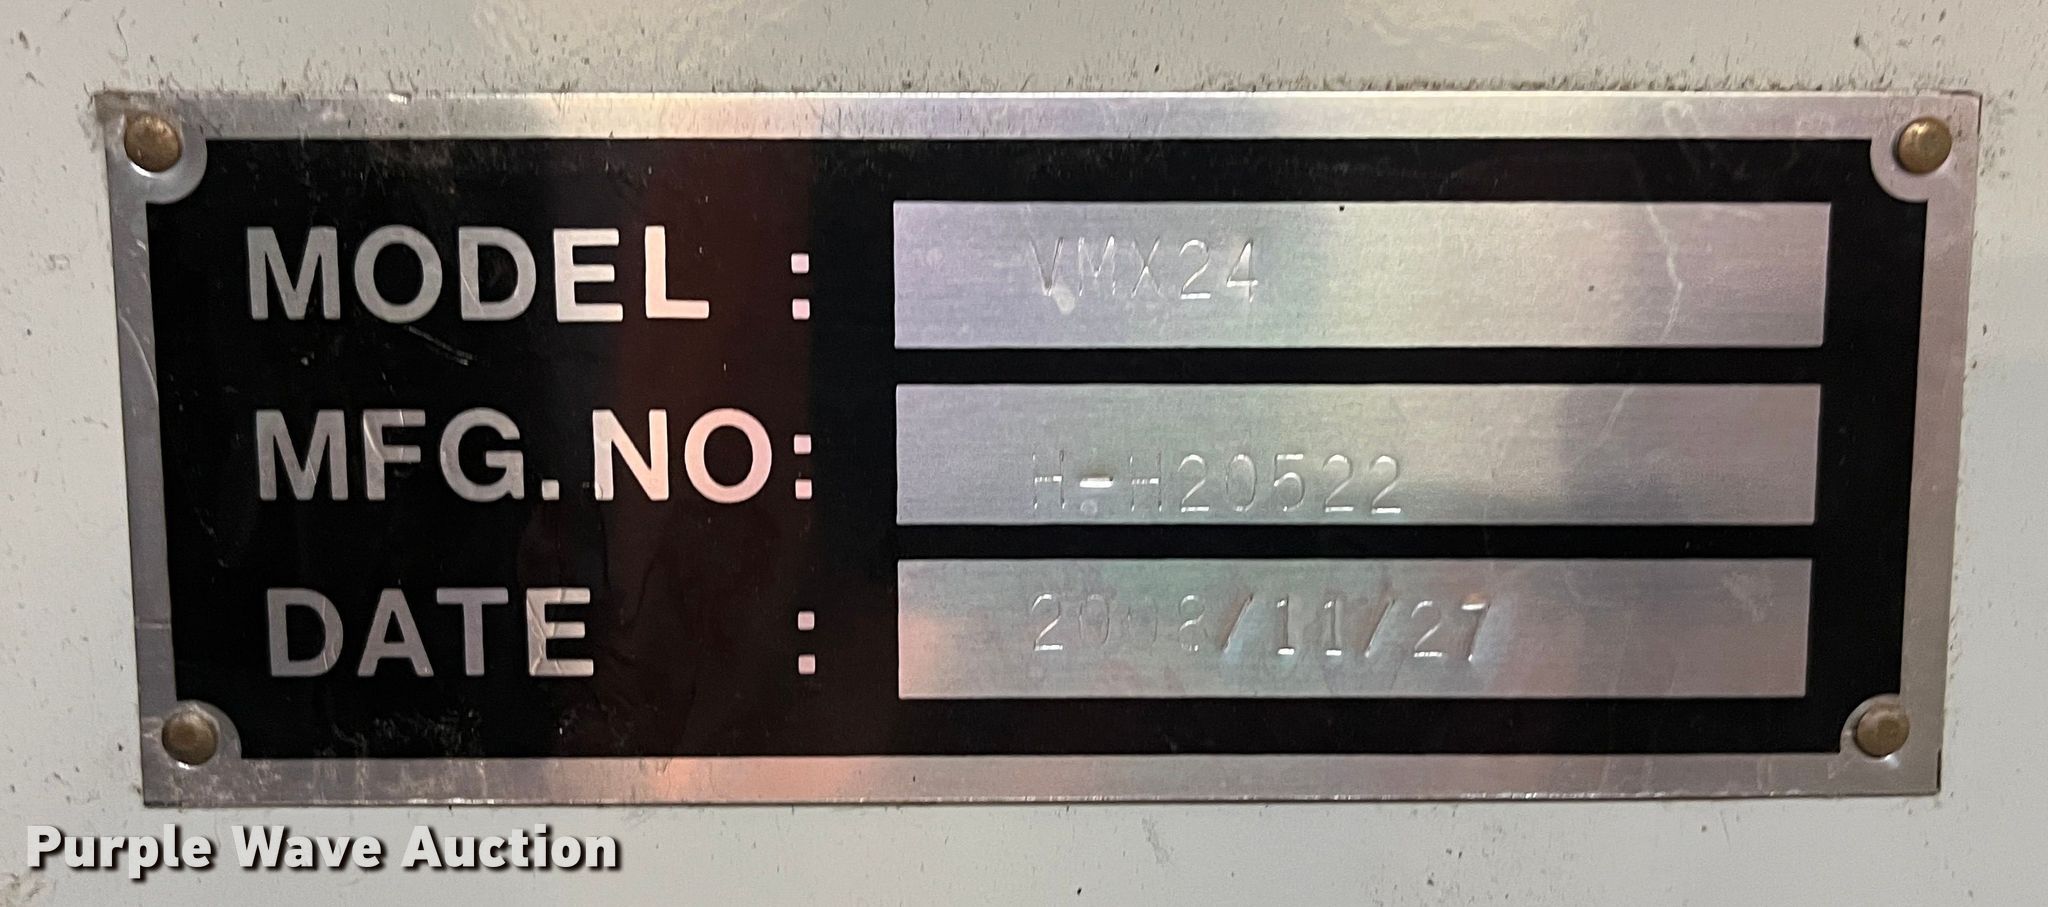 MODEL : VMX24
MFG.NO: H-H20522
DATE : 2008/11/27
Purple Wave Auction